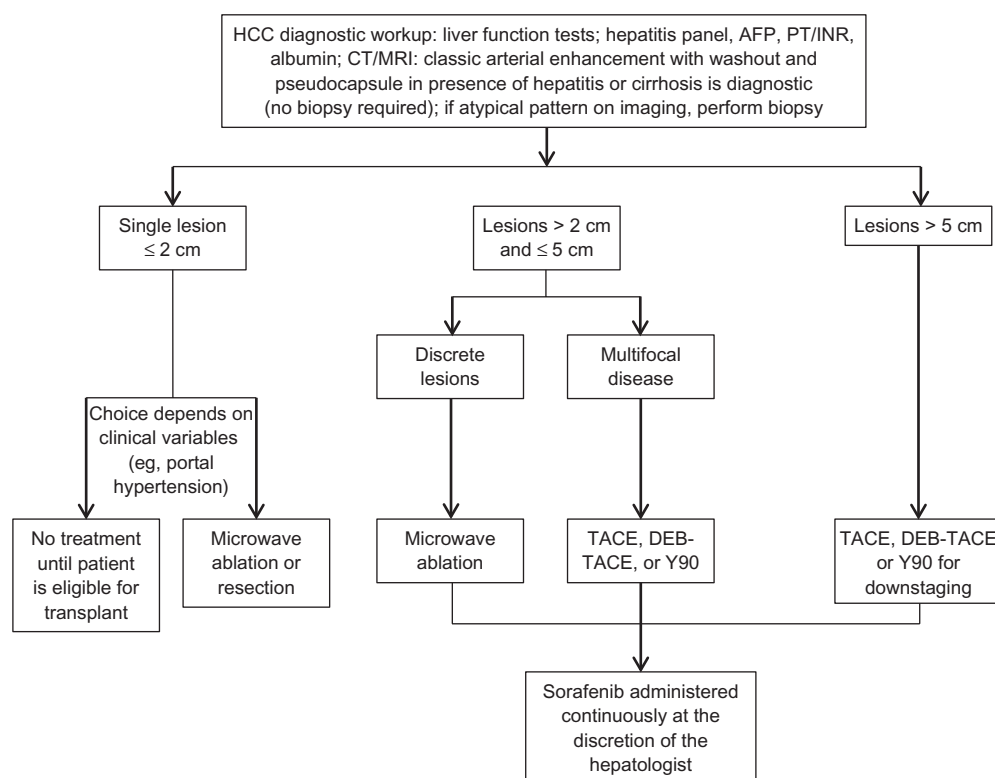 HCC diagnostic workup: liver function tests; hepatitis panel, AFP, PT/INR,
albumin; CT/MRI: classic arterial enhancement with washout and
pseudocapsule in presence of hepatitis or cirrhosis is diagnostic
(no biopsy required); if atypical pattern on imaging, perform biopsy
Single lesion
≤ 2 cm
Lesions > 2 cm
and ≤ 5 cm
Lesions > 5 cm
Discrete
lesions
Multifocal
disease
Choice depends on
clinical variables
(eg, portal
hypertension)
No treatment
until patient
is eligible for
transplant
Microwave
ablation or
resection
Microwave
ablation
TACE, DEB-
TACE, or Y90
TACE, DEB-TACE
or Y90 for
downstaging
Sorafenib administered
continuously at the
discretion of the
hepatologist